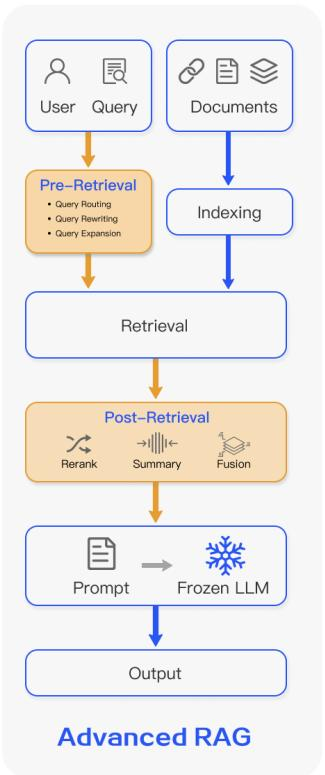 User Query
Documents
Pre-Retrieval
• Query Routing
• Query Rewriting
• Query Expansion
Indexing
Retrieval
Post-Retrieval
Rerank Summary Fusion
Prompt Frozen LLM
Output
Advanced RAG